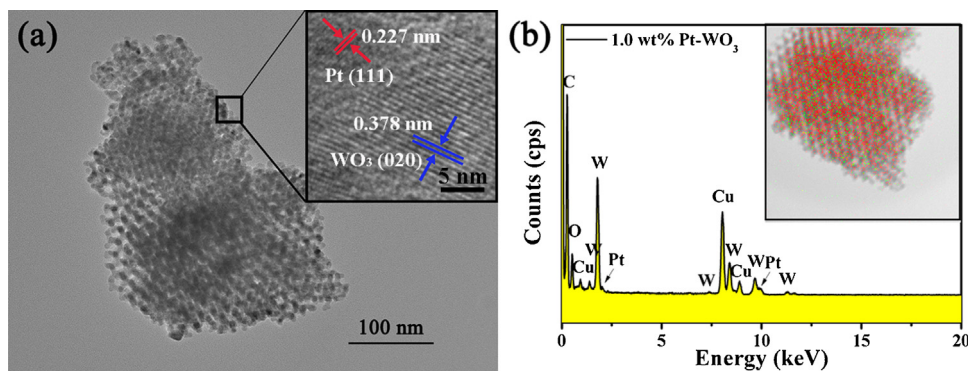 (a)
0.227 nm
Pt (111)
0.378 nm
WO₃ (020)
5 nm
100 nm
(b)
1.0 wt% Pt-WO₃
Counts (cps)
C
O
Cu
W
W
Pt
W
Cu
W
Cu
W
Pt
W
0 5 10 15 20
Energy (keV)